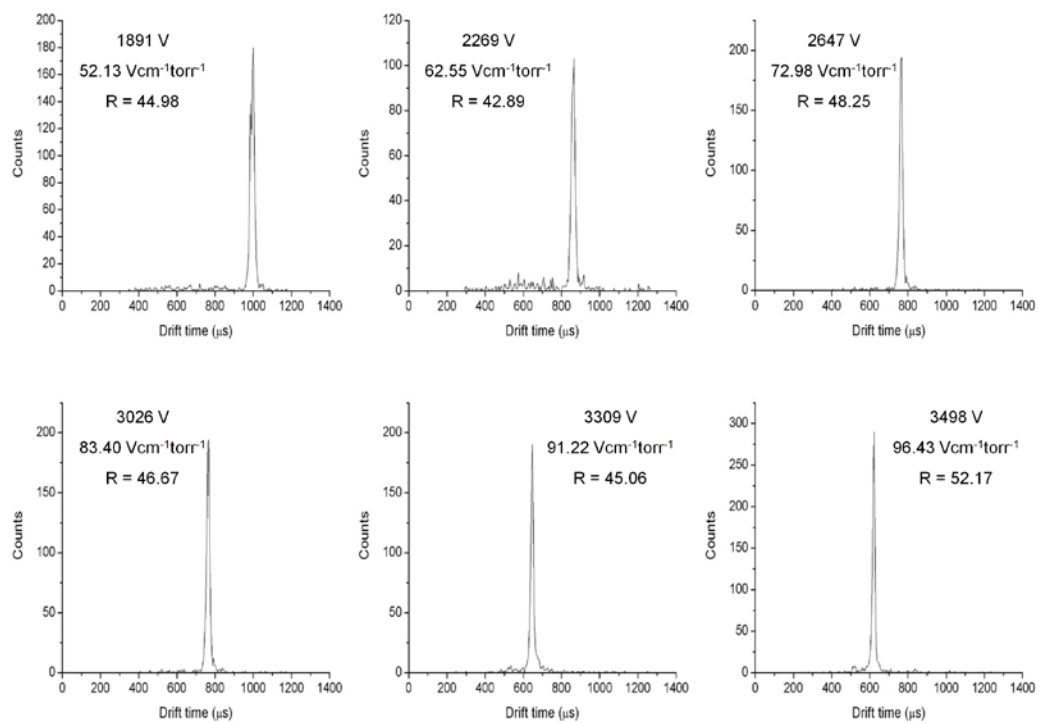 1891 V
52.13 Vcm⁻¹torr⁻¹
R = 44.98
Counts
200
180
160
140
120
100
80
60
40
20
0
0 200 400 600 800 1000 1200 1400
Drift time (μs)
2269 V
62.55 Vcm⁻¹torr⁻¹
R = 42.89
Counts
120
100
80
60
40
20
0
0 200 400 600 800 1000 1200 1400
Drift time (μs)
2647 V
72.98 Vcm⁻¹torr⁻¹
R = 48.25
Counts
200
150
100
50
0
0 200 400 600 800 1000 1200 1400
Drift time (μs)
3026 V
83.40 Vcm⁻¹torr⁻¹
R = 46.67
Counts
200
150
100
50
0
0 200 400 600 800 1000 1200 1400
Drift time (μs)
3309 V
91.22 Vcm⁻¹torr⁻¹
R = 45.06
Counts
200
150
100
50
0
0 200 400 600 800 1000 1200 1400
Drift time (μs)
3498 V
96.43 Vcm⁻¹torr⁻¹
R = 52.17
Counts
300
250
200
150
100
50
0
0 200 400 600 800 1000 1200 1400
Drift time (μs)